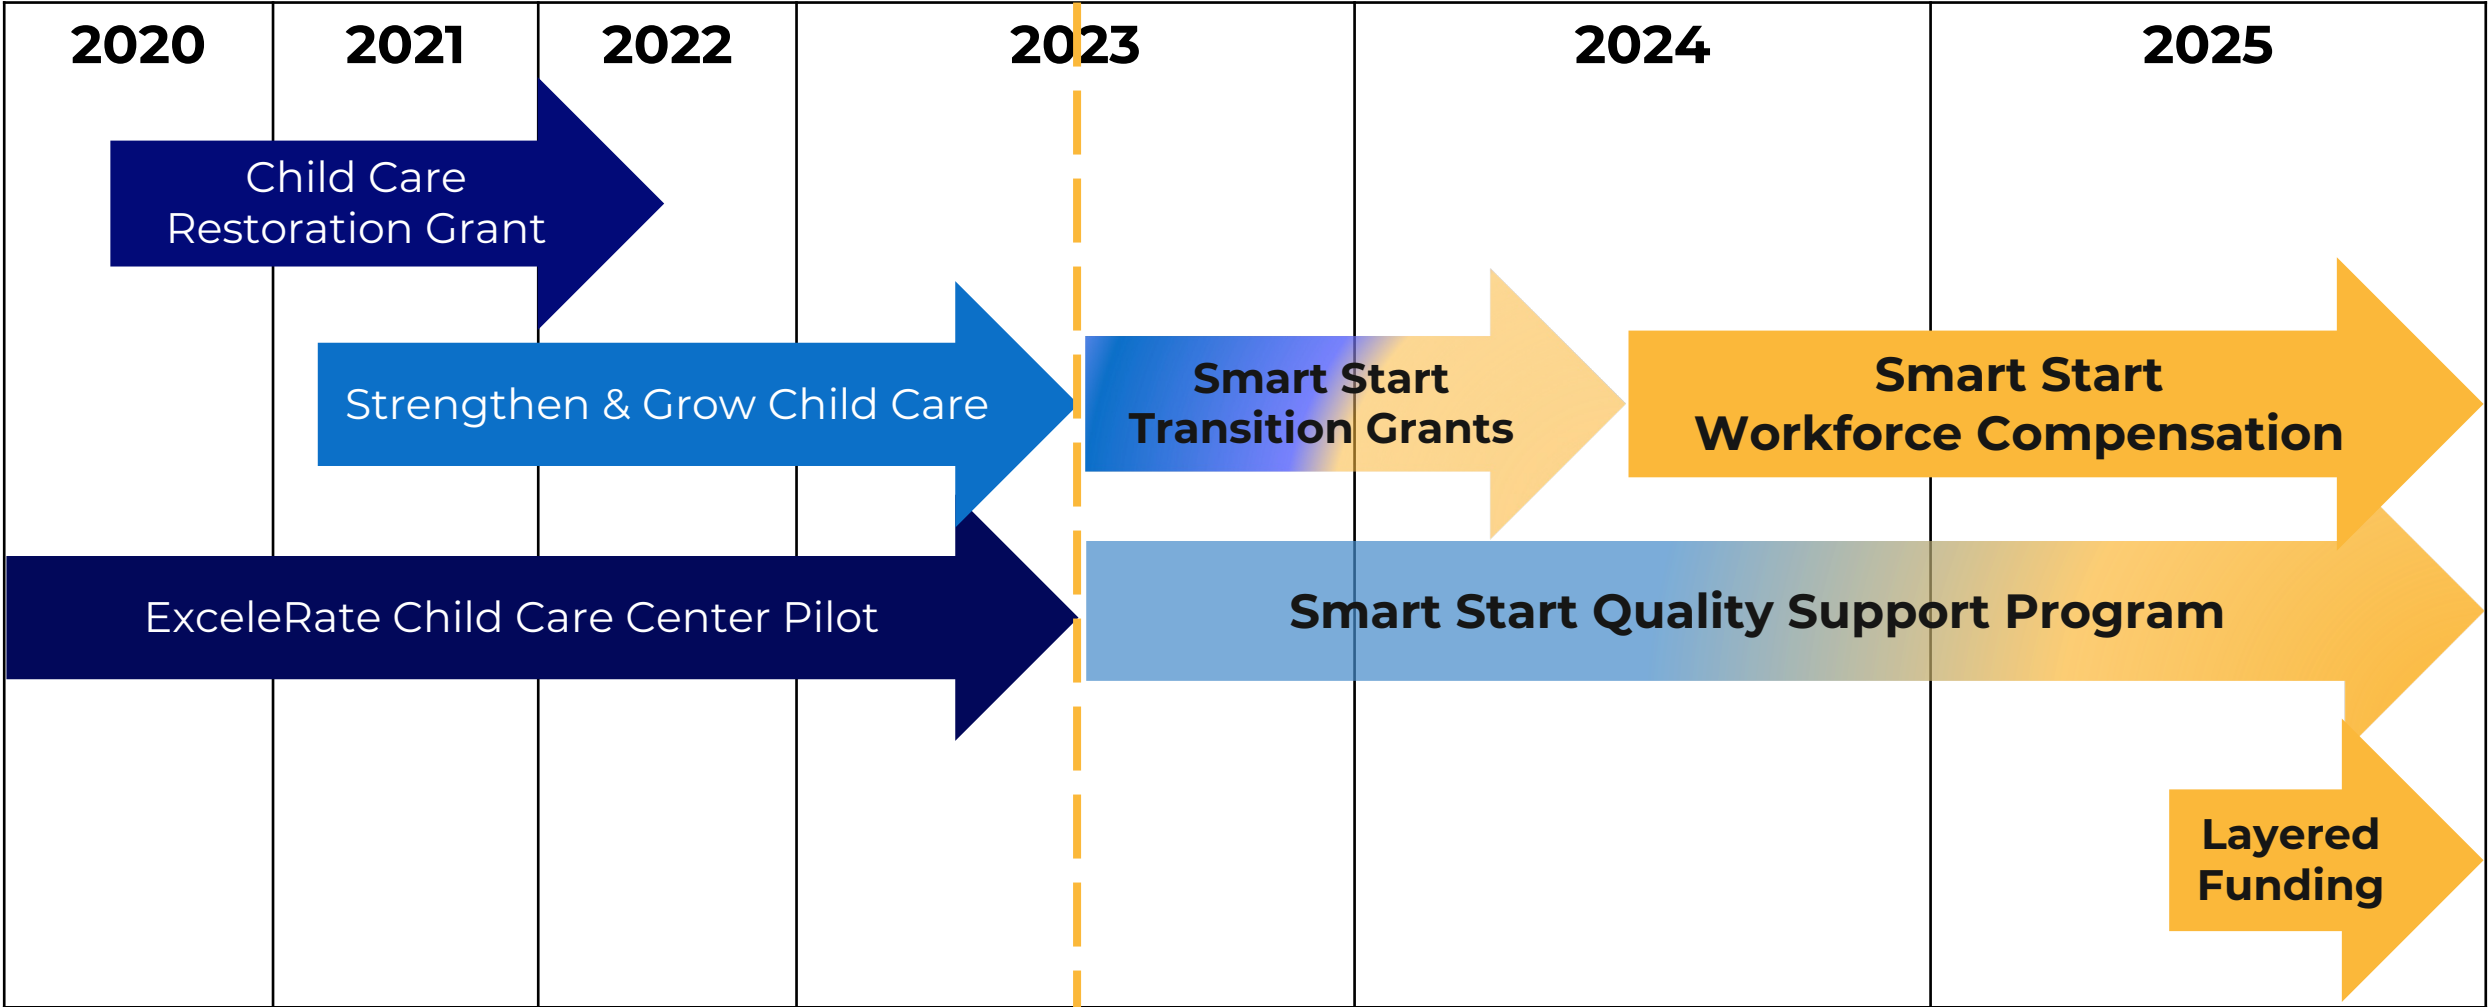 2020
2021
2022
2023
2024
2025
Child Care
Restoration Grant
Strengthen & Grow Child Care
Smart Start
Transition Grants
Smart Start
Workforce Compensation
ExceleRate Child Care Center Pilot
Smart Start Quality Support Program
Layered
Funding